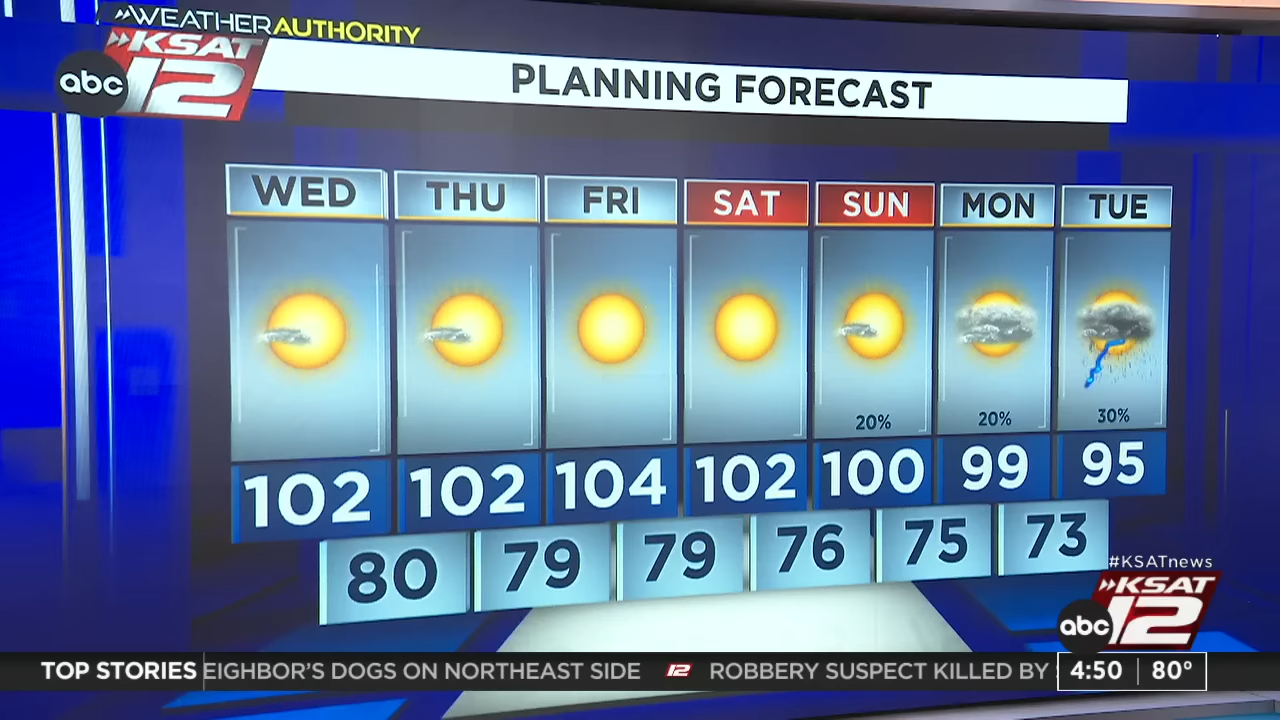 WEATHERAUTHORITY
KSAT
abc 12
PLANNING FORECAST
WED THU FRI SAT SUN MON TUE
20% 20% 30%
102 102 104 102 100 99 95
80 79 79 76 75 73
#KSATnews
KSAT
abc 12
TOP STORIES EIGHBOR'S DOGS ON NORTHEAST SIDE 12 ROBBERY SUSPECT KILLED BY 4:50 80°